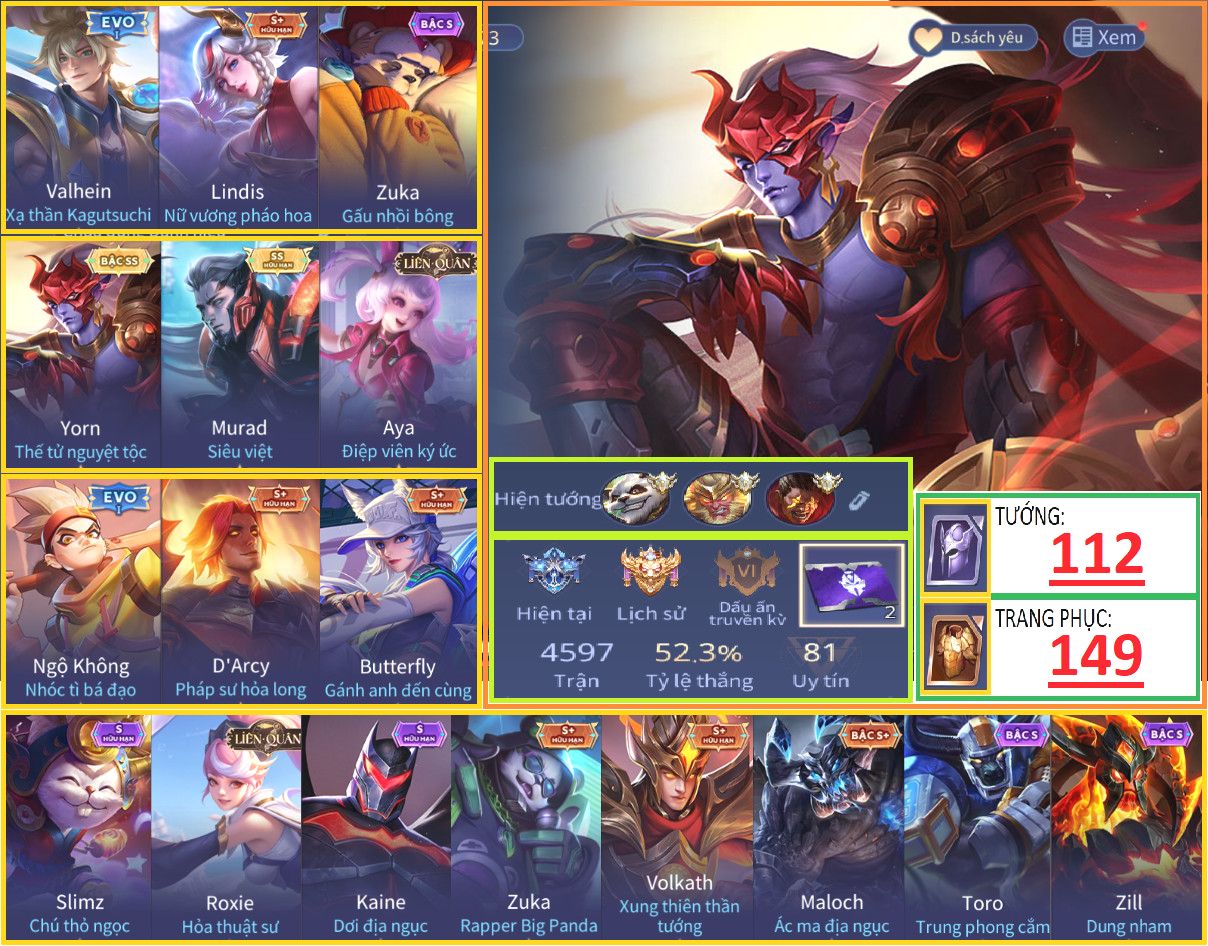 EVO
I
Valhein
Xạ thần Kagutsuchi
S+
HỮU HẠN
Lindis
Nữ vương pháo hoa
BẬC S
Zuka
Gấu nhồi bông
3
D.sách yêu
Xem
BẬC SS
Yorn
Thế tử nguyệt tộc
SS
HỮU HẠN
Murad
Siêu việt
LIÊN QUÂN
Aya
Điệp viên ký ức
EVO
I
Ngộ Không
Nhóc tì bá đạo
S+
HỮU HẠN
D'Arcy
Pháp sư hỏa long
S+
HỮU HẠN
Butterfly
Gánh anh đến cùng
Hiện tướng
Hiện tại
Lịch sử
VI
Dấu ấn
truyền kỳ
2
4597
Trận
52.3%
Tỷ lệ thắng
81
Uy tín
TƯỚNG:
112
TRANG PHỤC:
149
S
HỮU HẠN
Slimz
Chú thỏ ngọc
LIÊN QUÂN
Roxie
Hỏa thuật sư
S
HỮU HẠN
Kaine
Dơi địa ngục
S+
HỮU HẠN
Zuka
Rapper Big Panda
S+
HỮU HẠN
Volkath
Xung thiên thần
tướng
BẬC S+
Maloch
Ác ma địa ngục
BẬC S
Toro
Trung phong cắm
BẬC S
Zill
Dung nham